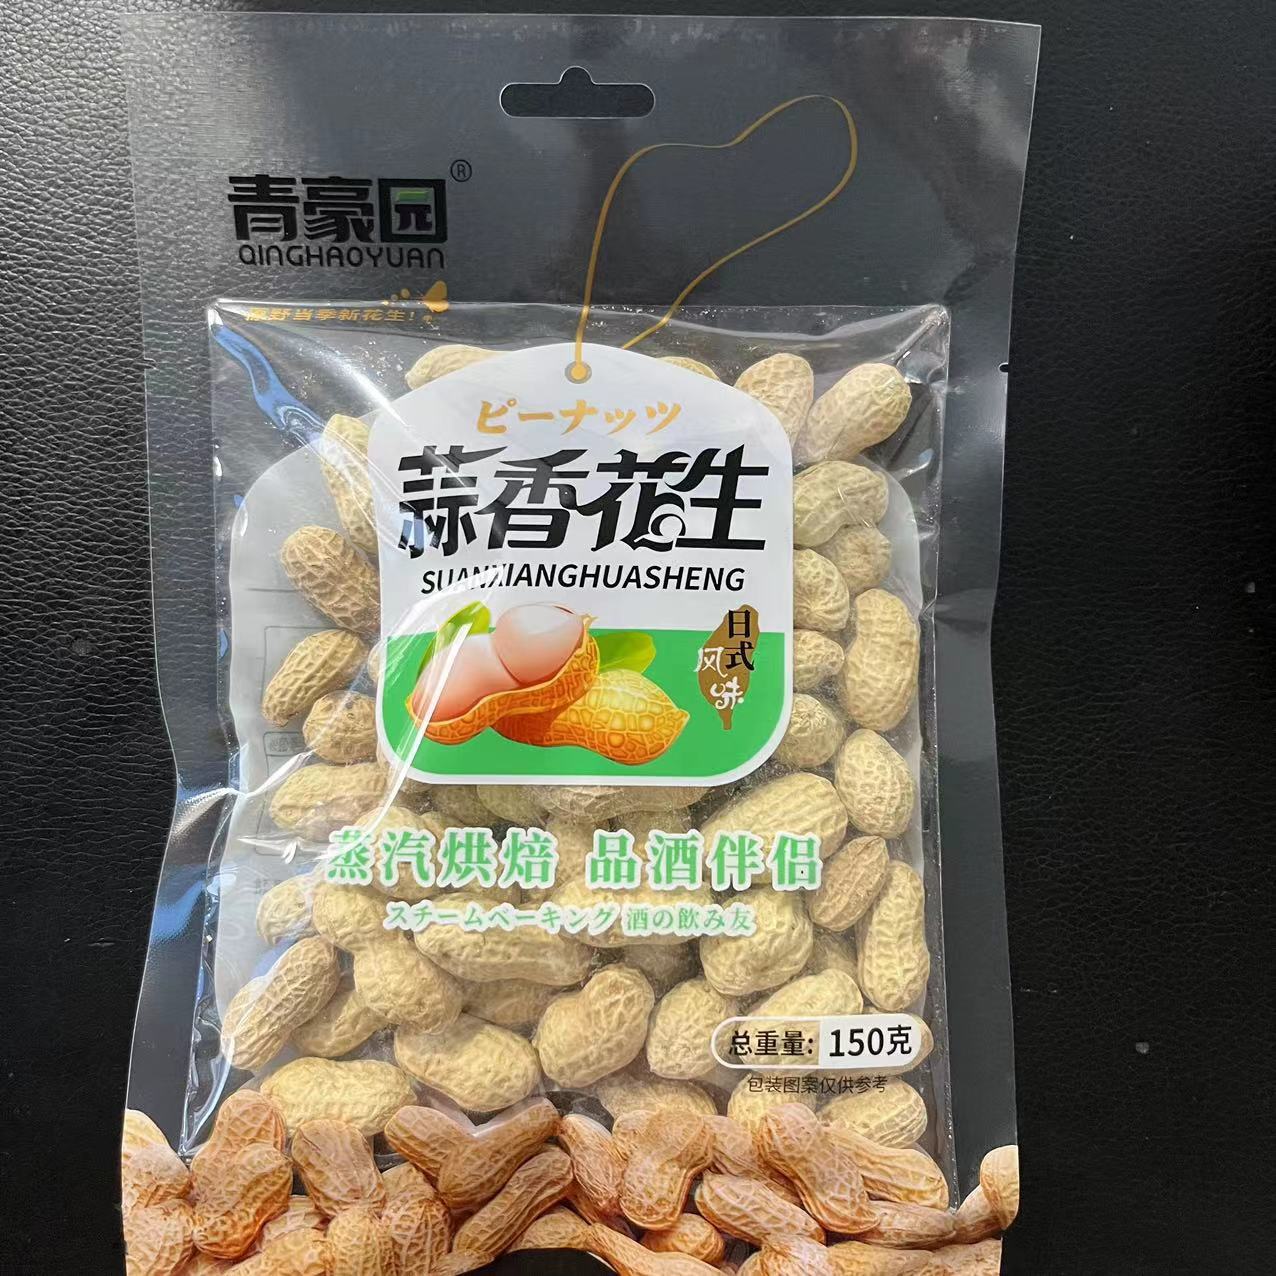 青豪园®
QINGHAOYUAN
原野当季新花生!
ピーナッツ
蒜香花生
SUANXIANGHUASHENG
日式
风味
蒸汽烘焙 品酒伴侣
スチームベーキング 酒の飲み友
总重量: 150克
包装图案仅供参考